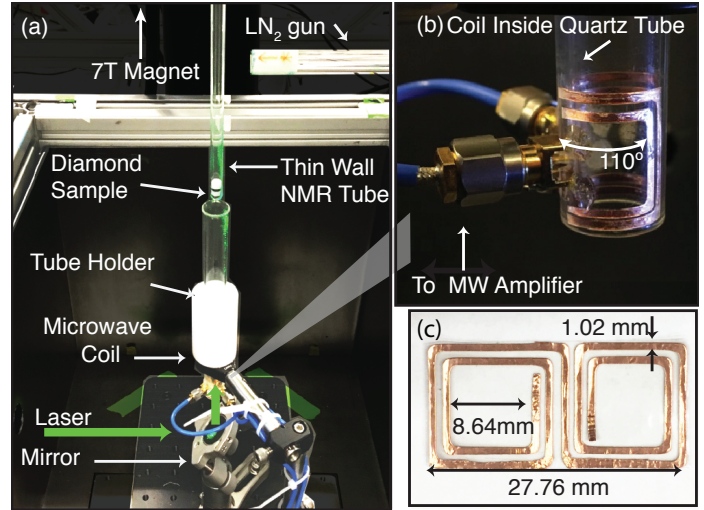 (a)
LN2 gun
7T Magnet
Diamond
Sample
Thin Wall
NMR Tube
Tube Holder
Microwave
Coil
Laser
Mirror
(b)
Coil Inside Quartz Tube
110º
To MW Amplifier
(c)
1.02 mm
8.64mm
27.76 mm